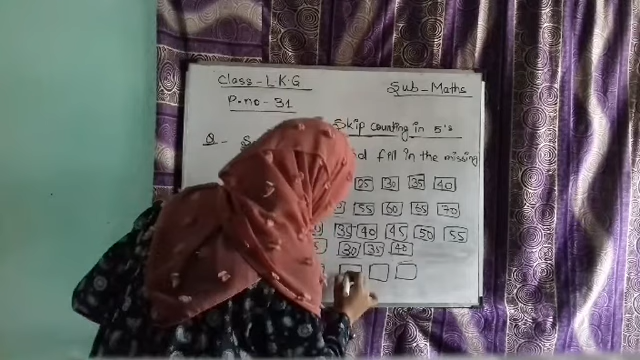 Class - L.K.G
Sub - Maths
P.no - 31
Q - S
Skip counting in 5's
fill in the missing
25 30 35 40
55 60 65 70
35 40 45 50 55
30 35 40